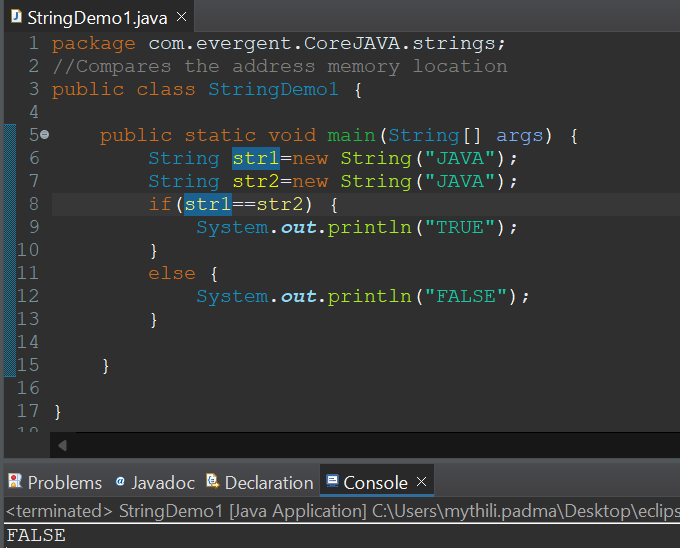 StringDemo1.java ×
1 package com.evergent.CoreJAVA.strings;
2 //Compares the address memory location
3 public class StringDemo1 {
4
5 public static void main(String[] args) {
6 String str1=new String("JAVA");
7 String str2=new String("JAVA");
8 if(str1==str2) {
9 System.out.println("TRUE");
10 }
11 else {
12 System.out.println("FALSE");
13 }
14
15 }
16
17 }
Problems @ Javadoc Declaration Console ×
<terminated> StringDemo1 [Java Application] C:\Users\mythili.padma\Desktop\eclips
FALSE